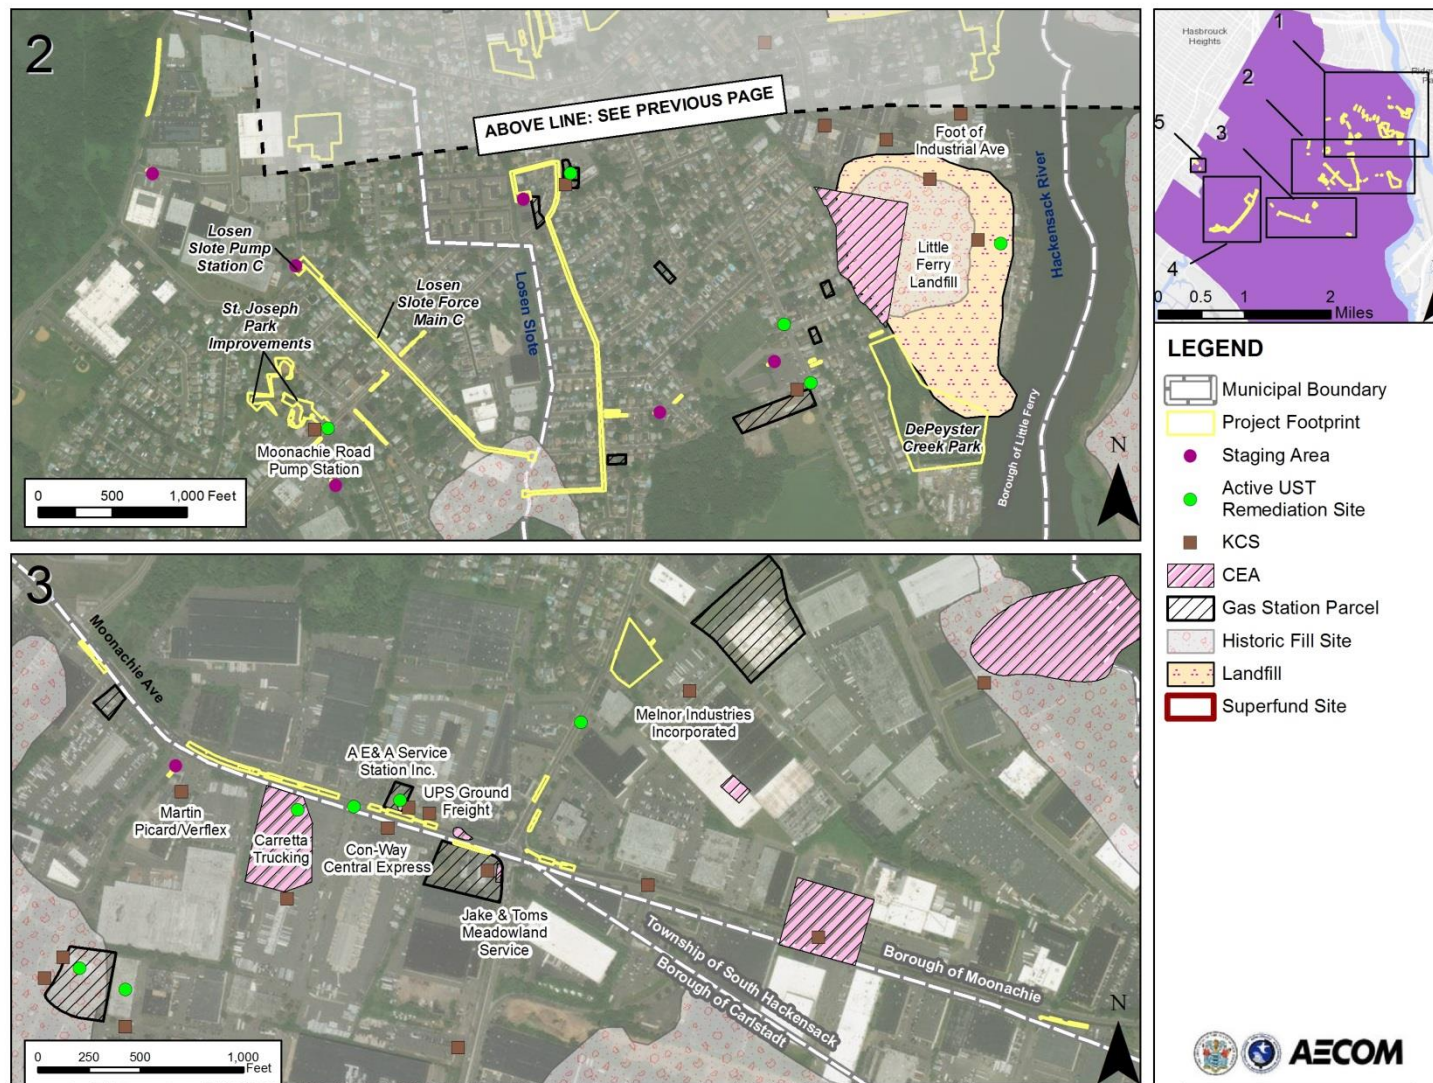 2
ABOVE LINE: SEE PREVIOUS PAGE
Foot of
Industrial Ave
Losen
Slote Pump
Station C
Losen
Slote Force
Main C
St. Joseph
Park
Improvements
Losen Slote
Little
Ferry
Landfill
Hackensack River
Moonachie Road
Pump Station
DePeyster
Creek Park
Borough of Little Ferry
N
0 500 1,000 Feet
3
Moonachie Ave
Melnor Industries
Incorporated
A E& A Service
Station Inc.
UPS Ground
Freight
Martin
Picard/Verflex
Carretta
Trucking
Con-Way
Central Express
Jake & Toms
Meadowland
Service
Township of South Hackensack
Borough of Carlstadt
Borough of Moonachie
N
0 250 500 1,000
Feet
1
Hasbrouck
Heights
2
3
5
4
0 0.5 1 2
Miles
LEGEND
Municipal Boundary
Project Footprint
Staging Area
Active UST
Remediation Site
KCS
CEA
Gas Station Parcel
Historic Fill Site
Landfill
Superfund Site
AECOM